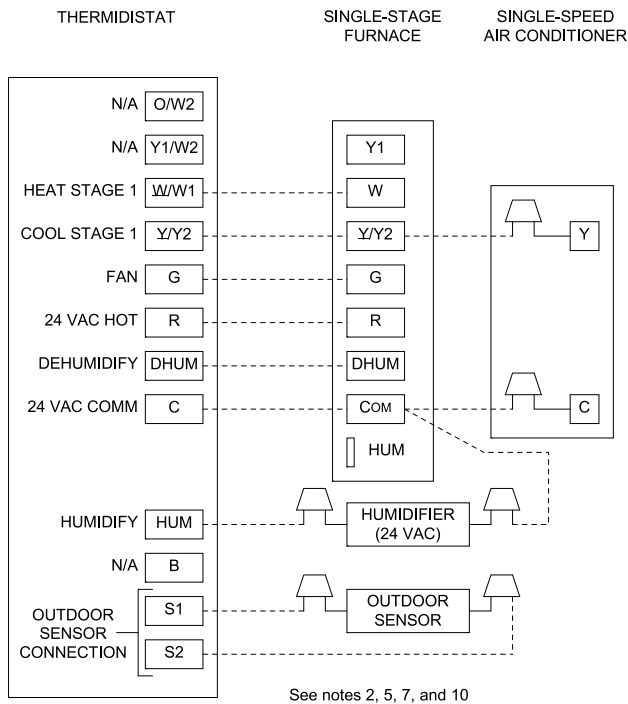 THERMIDISTAT
SINGLE-STAGE
FURNACE
SINGLE-SPEED
AIR CONDITIONER
N/A O/W2
N/A Y1/W2 Y1
HEAT STAGE 1 W/W1 W
COOL STAGE 1 Y/Y2 Y/Y2 Y
FAN G G
24 VAC HOT R R
DEHUMIDIFY DHUM DHUM
24 VAC COMM C COM C
HUM
HUMIDIFY HUM
HUMIDIFIER
(24 VAC)
N/A B
OUTDOOR
SENSOR
CONNECTION
S1
S2
OUTDOOR
SENSOR
See notes 2, 5, 7, and 10